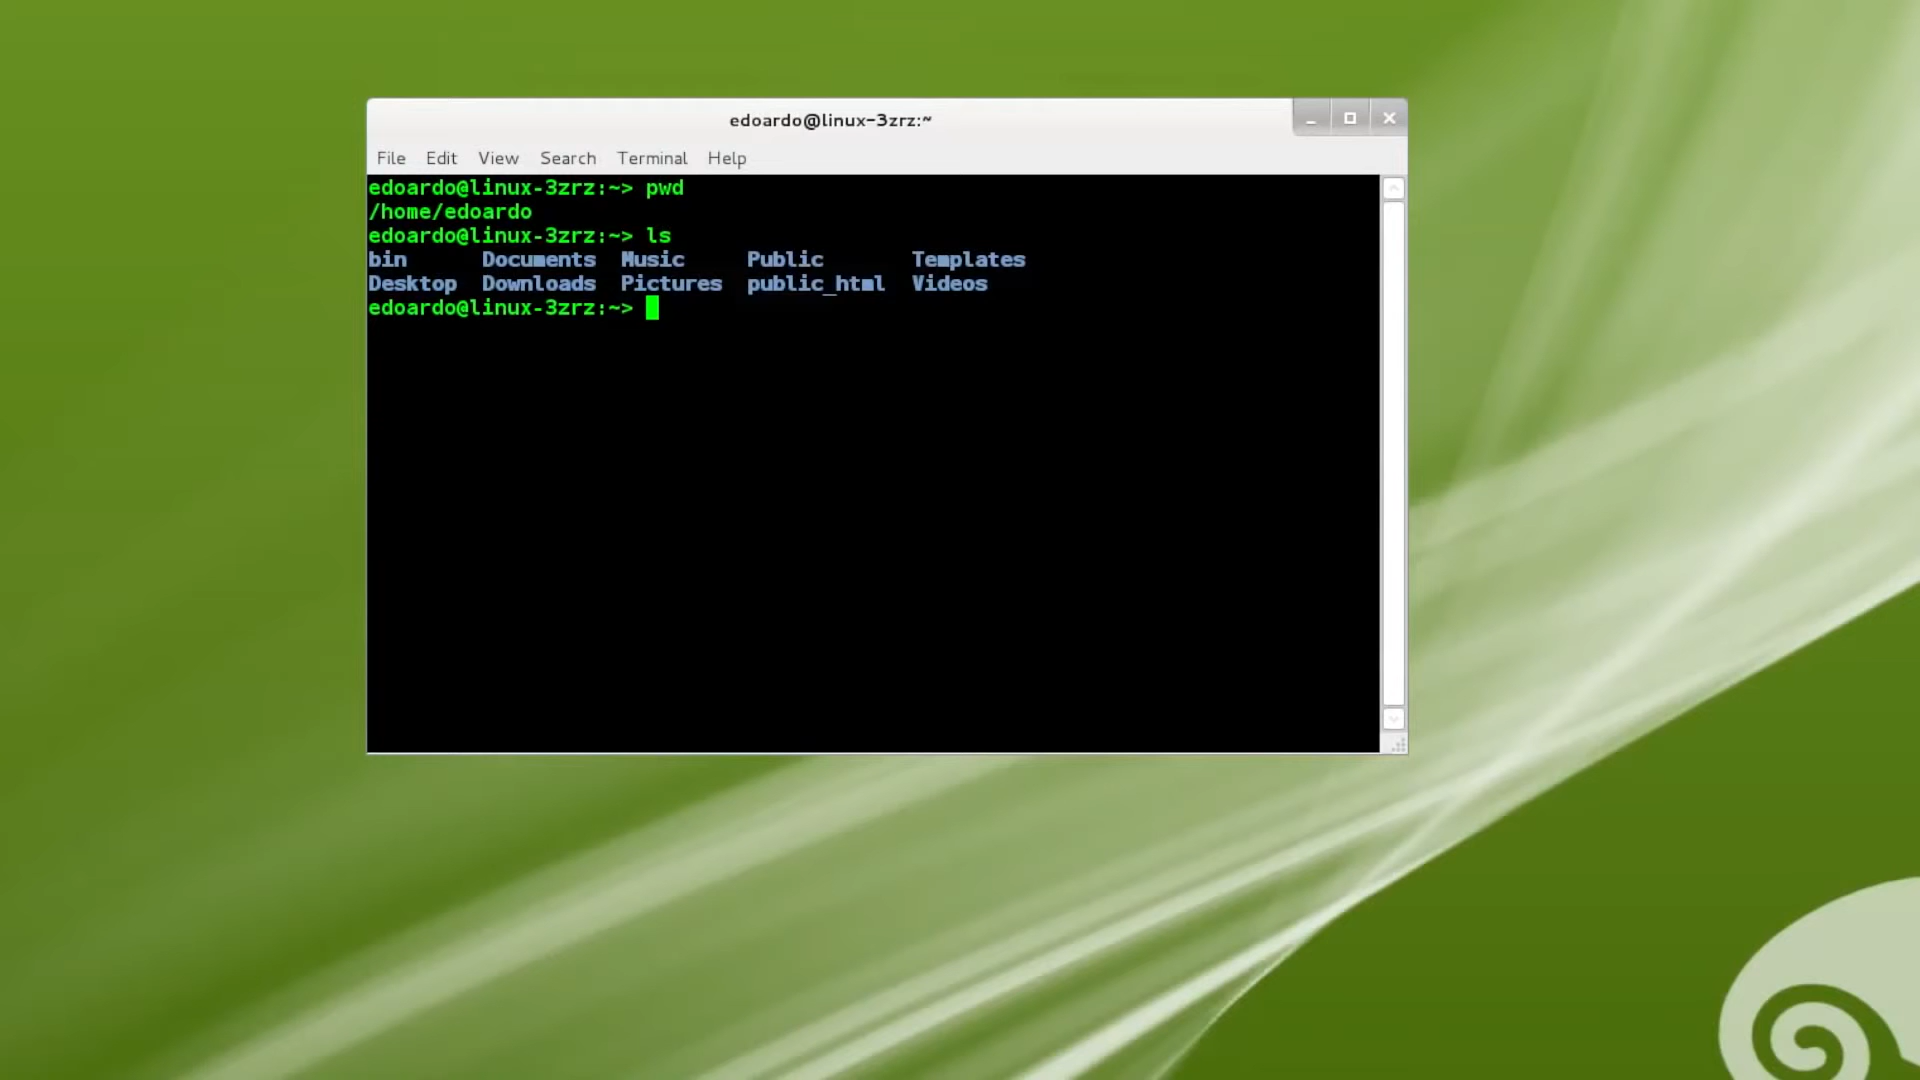 edoardo@linux-3zrz:~
File Edit View Search Terminal Help
edoardo@linux-3zrz:~> pwd
/home/edoardo
edoardo@linux-3zrz:~> ls
bin Documents Music Public Templates
Desktop Downloads Pictures public_html Videos
edoardo@linux-3zrz:~>